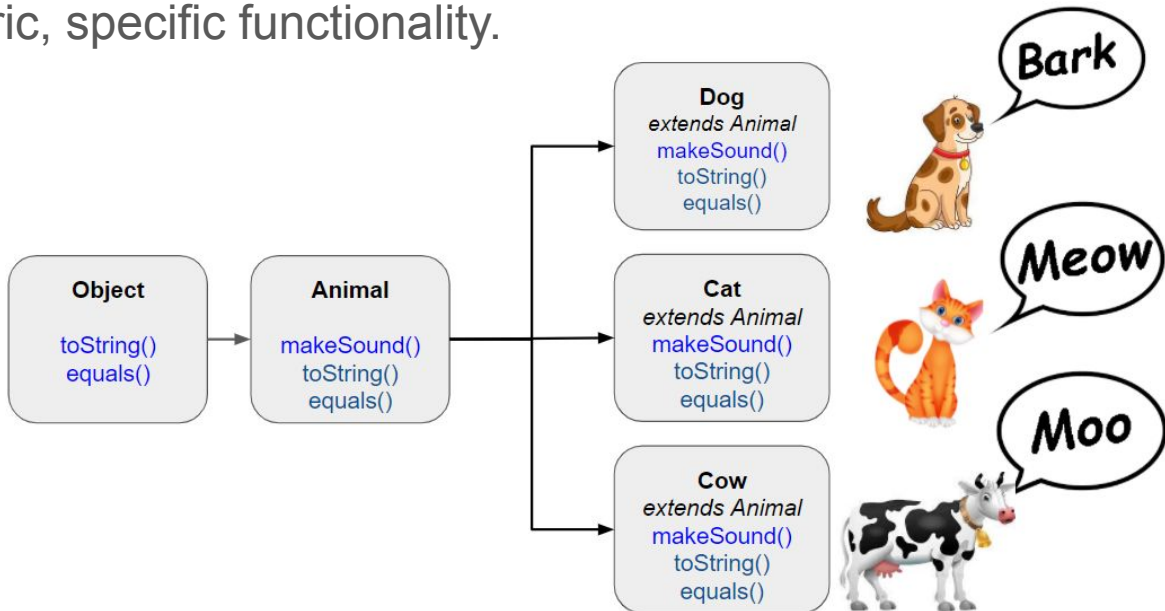 ric, specific functionality.
Object
toString()
equals()
Animal
makeSound()
toString()
equals()
Dog
extends Animal
makeSound()
toString()
equals()
Bark
Cat
extends Animal
makeSound()
toString()
equals()
Meow
Cow
extends Animal
makeSound()
toString()
equals()
Moo